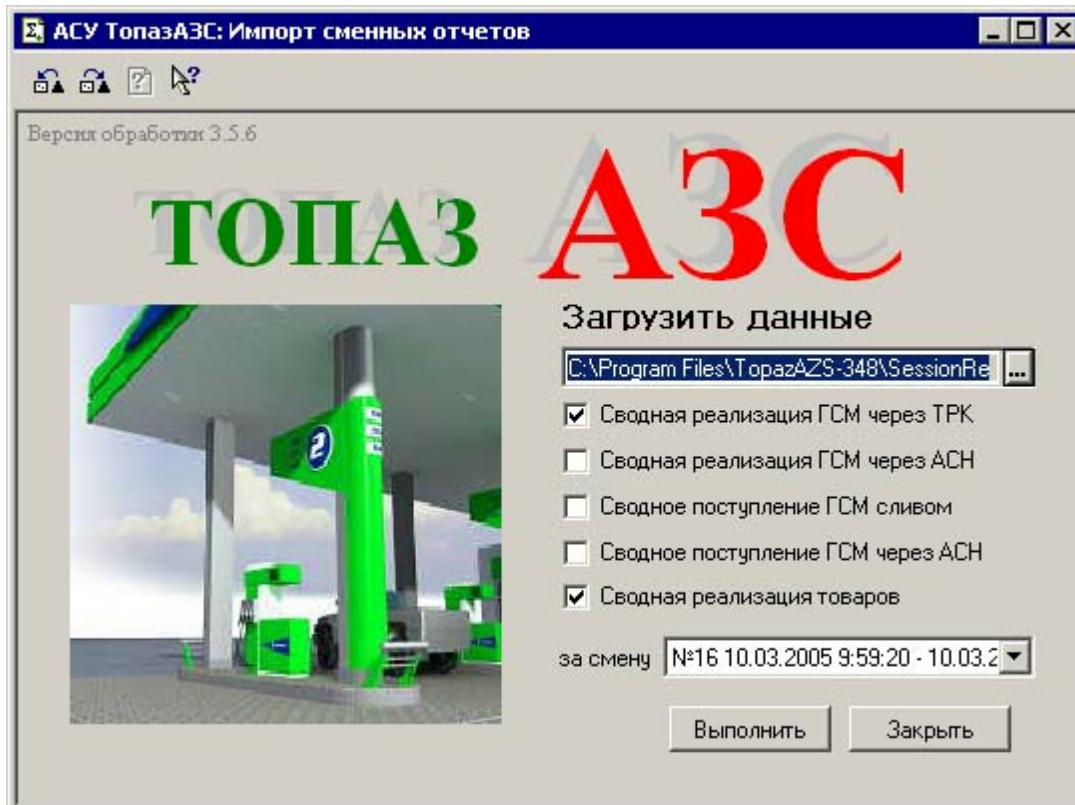 АСУ ТопазАЗС: Импорт сменных отчетов
Версия обработки 3.5.6
ТОПАЗ АЗС
Загрузить данные
C:\Program Files\TopazAZS-348\SessionRe ...
Сводная реализация ГСМ через ТРК
Сводная реализация ГСМ через АСН
Сводное поступление ГСМ сливом
Сводное поступление ГСМ через АСН
Сводная реализация товаров
за смену №16 10.03.2005 9:59:20 - 10.03.2
Выполнить Закрыть
2